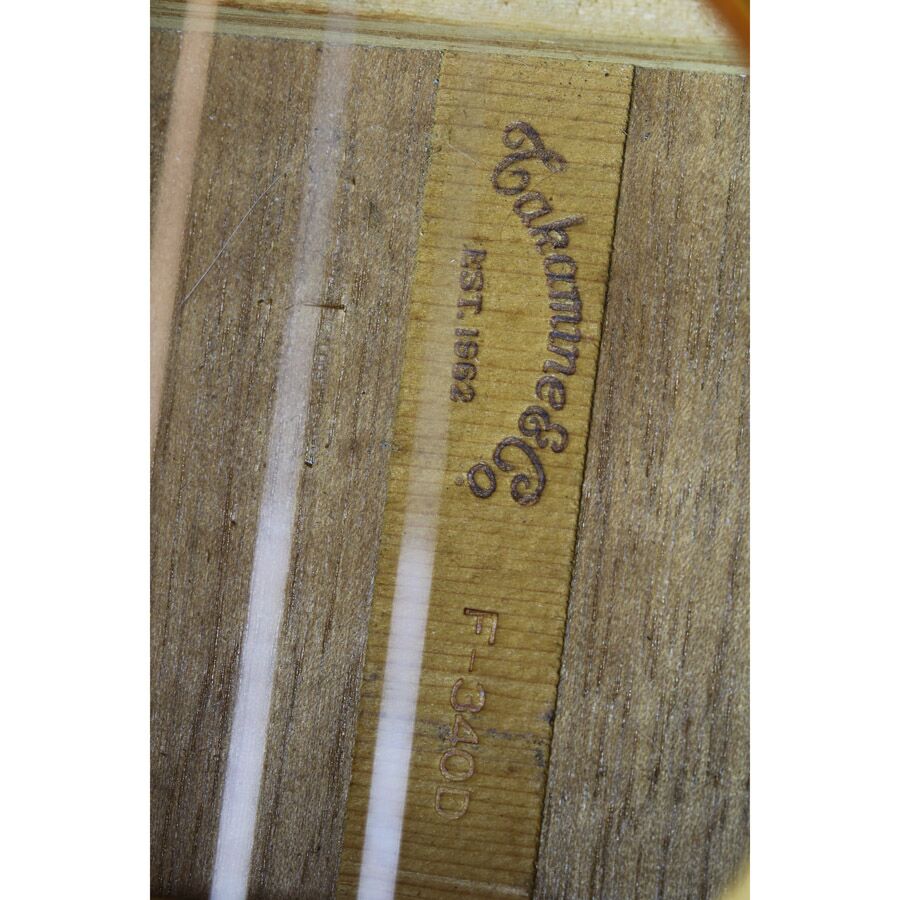 Takamine & Co
EST. 1962
F-340D